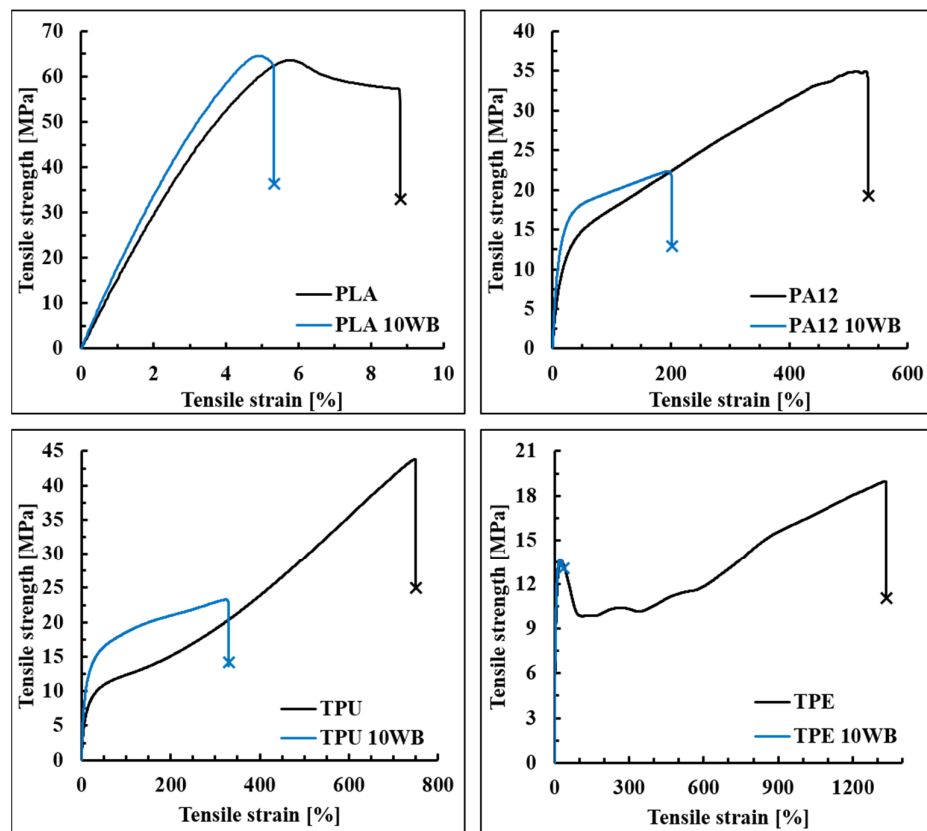 Tensile strength [MPa]
70
60
50
40
30
20
10
0
PLA
PLA 10WB
0 2 4 6 8 10
Tensile strain [%]
Tensile strength [MPa]
40
35
30
25
20
15
10
5
0
PA12
PA12 10WB
0 200 400 600
Tensile strain [%]
Tensile strength [MPa]
45
40
35
30
25
20
15
10
5
0
TPU
TPU 10WB
0 200 400 600 800
Tensile strain [%]
Tensile strength [MPa]
21
18
15
12
9
6
3
0
TPE
TPE 10WB
0 300 600 900 1200
Tensile strain [%]